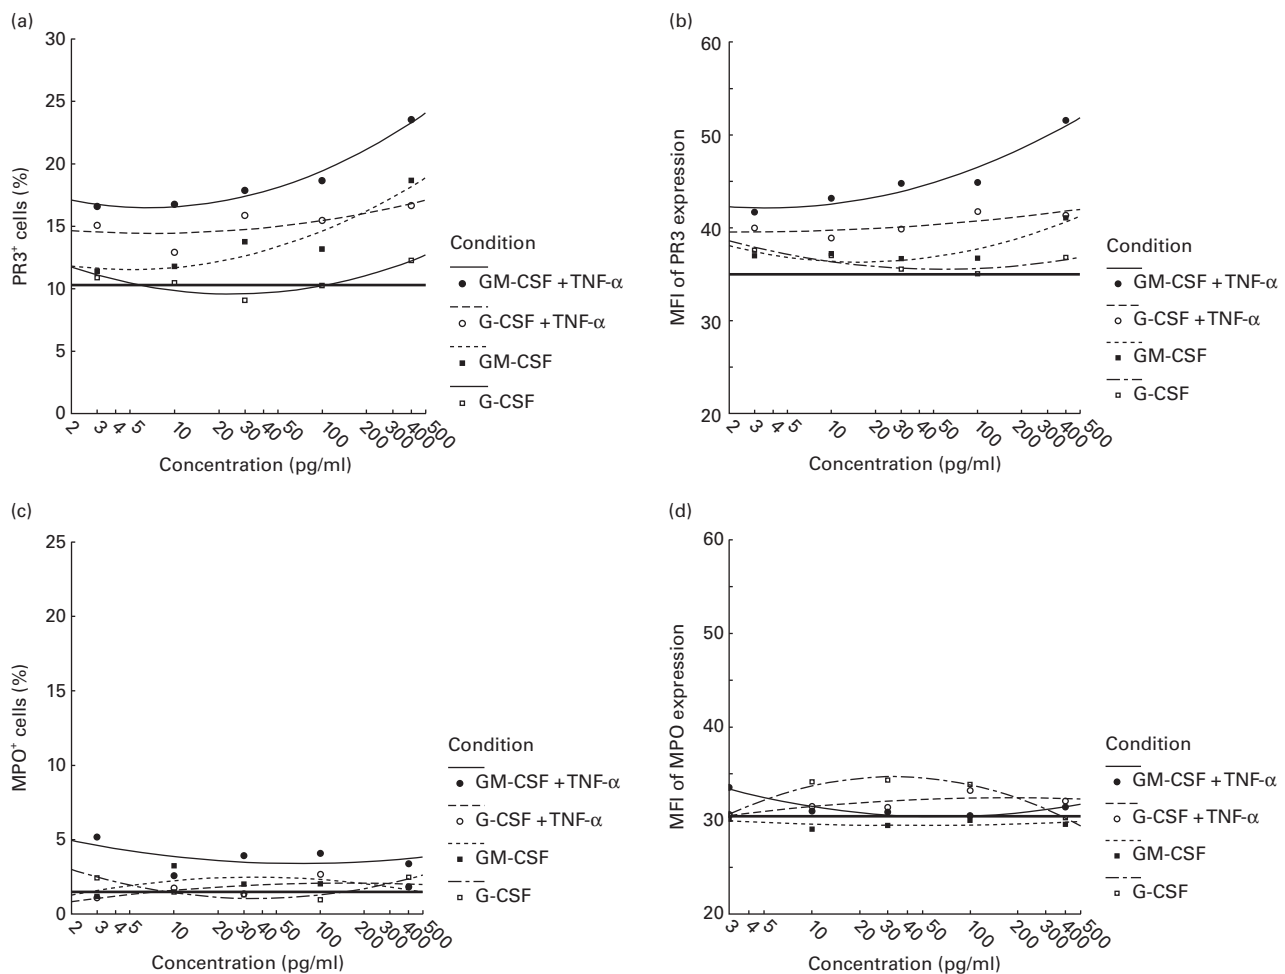 (a)
30
25
20
15
10
5
0
PR3+ cells (%)
2 3 4 5 10 20 30 40 50 100 200 300 400 500
Concentration (pg/ml)
Condition
GM-CSF + TNF-α
G-CSF + TNF-α
GM-CSF
G-CSF
(b)
60
50
40
30
20
MFI of PR3 expression
2 3 4 5 10 20 30 40 50 100 200 300 400 500
Concentration (pg/ml)
Condition
GM-CSF + TNF-α
G-CSF + TNF-α
GM-CSF
G-CSF
(c)
25
20
15
10
5
0
MPO+ cells (%)
2 3 4 5 10 20 30 40 50 100 200 300 400 500
Concentration (pg/ml)
Condition
GM-CSF + TNF-α
G-CSF + TNF-α
GM-CSF
G-CSF
(d)
60
50
40
30
20
MFI of MPO expression
3 4 5 10 20 30 40 50 100 200 300 400 500
Concentration (pg/ml)
Condition
GM-CSF + TNF-α
G-CSF + TNF-α
GM-CSF
G-CSF